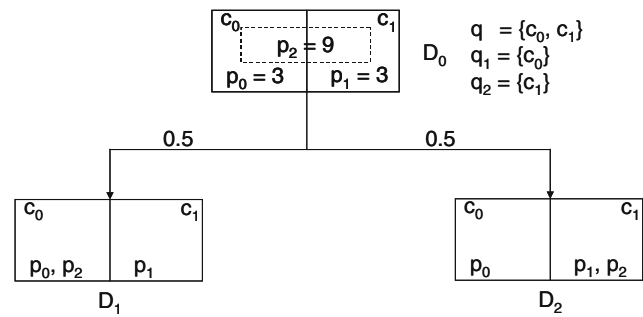 c₀ c₁
p₂ = 9
p₀ = 3 p₁ = 3
D₀
q = {c₀, c₁}
q₁ = {c₀}
q₂ = {c₁}
0.5 0.5
c₀ c₁
p₀, p₂ p₁
D₁
c₀ c₁
p₀ p₁, p₂
D₂